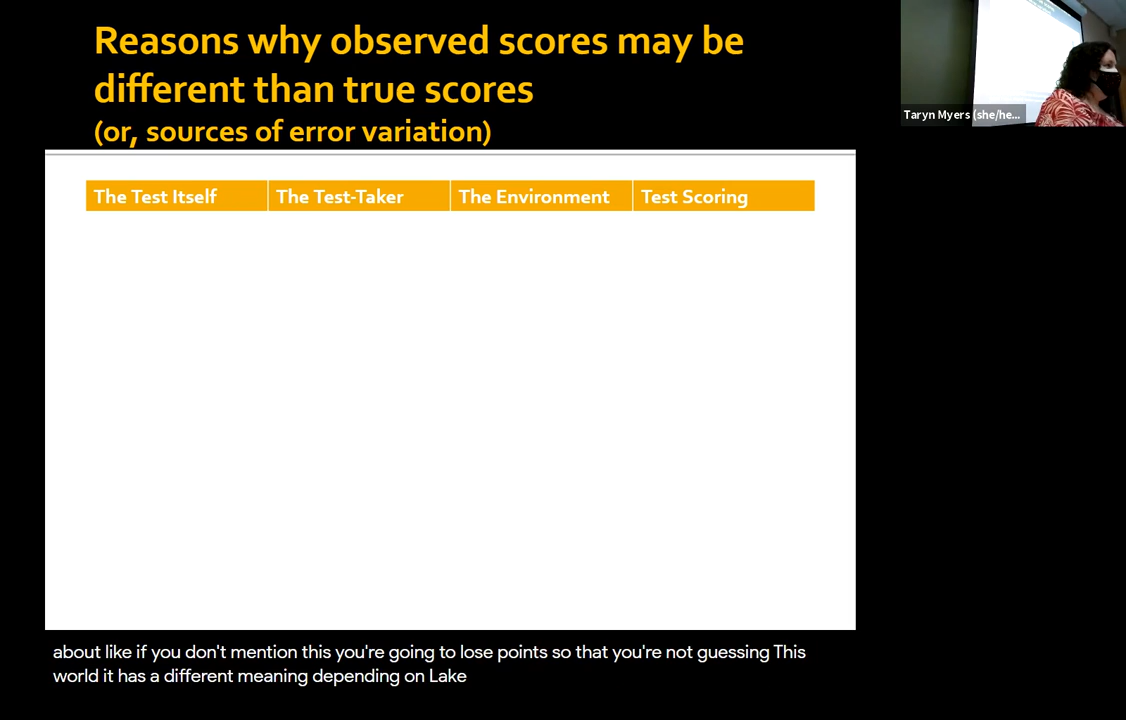 Reasons why observed scores may be
different than true scores
(or, sources of error variation)
The Test Itself
The Test-Taker
The Environment
Test Scoring
Taryn Myers (she/he...
about like if you don't mention this you're going to lose points so that you're not guessing This
world it has a different meaning depending on Lake